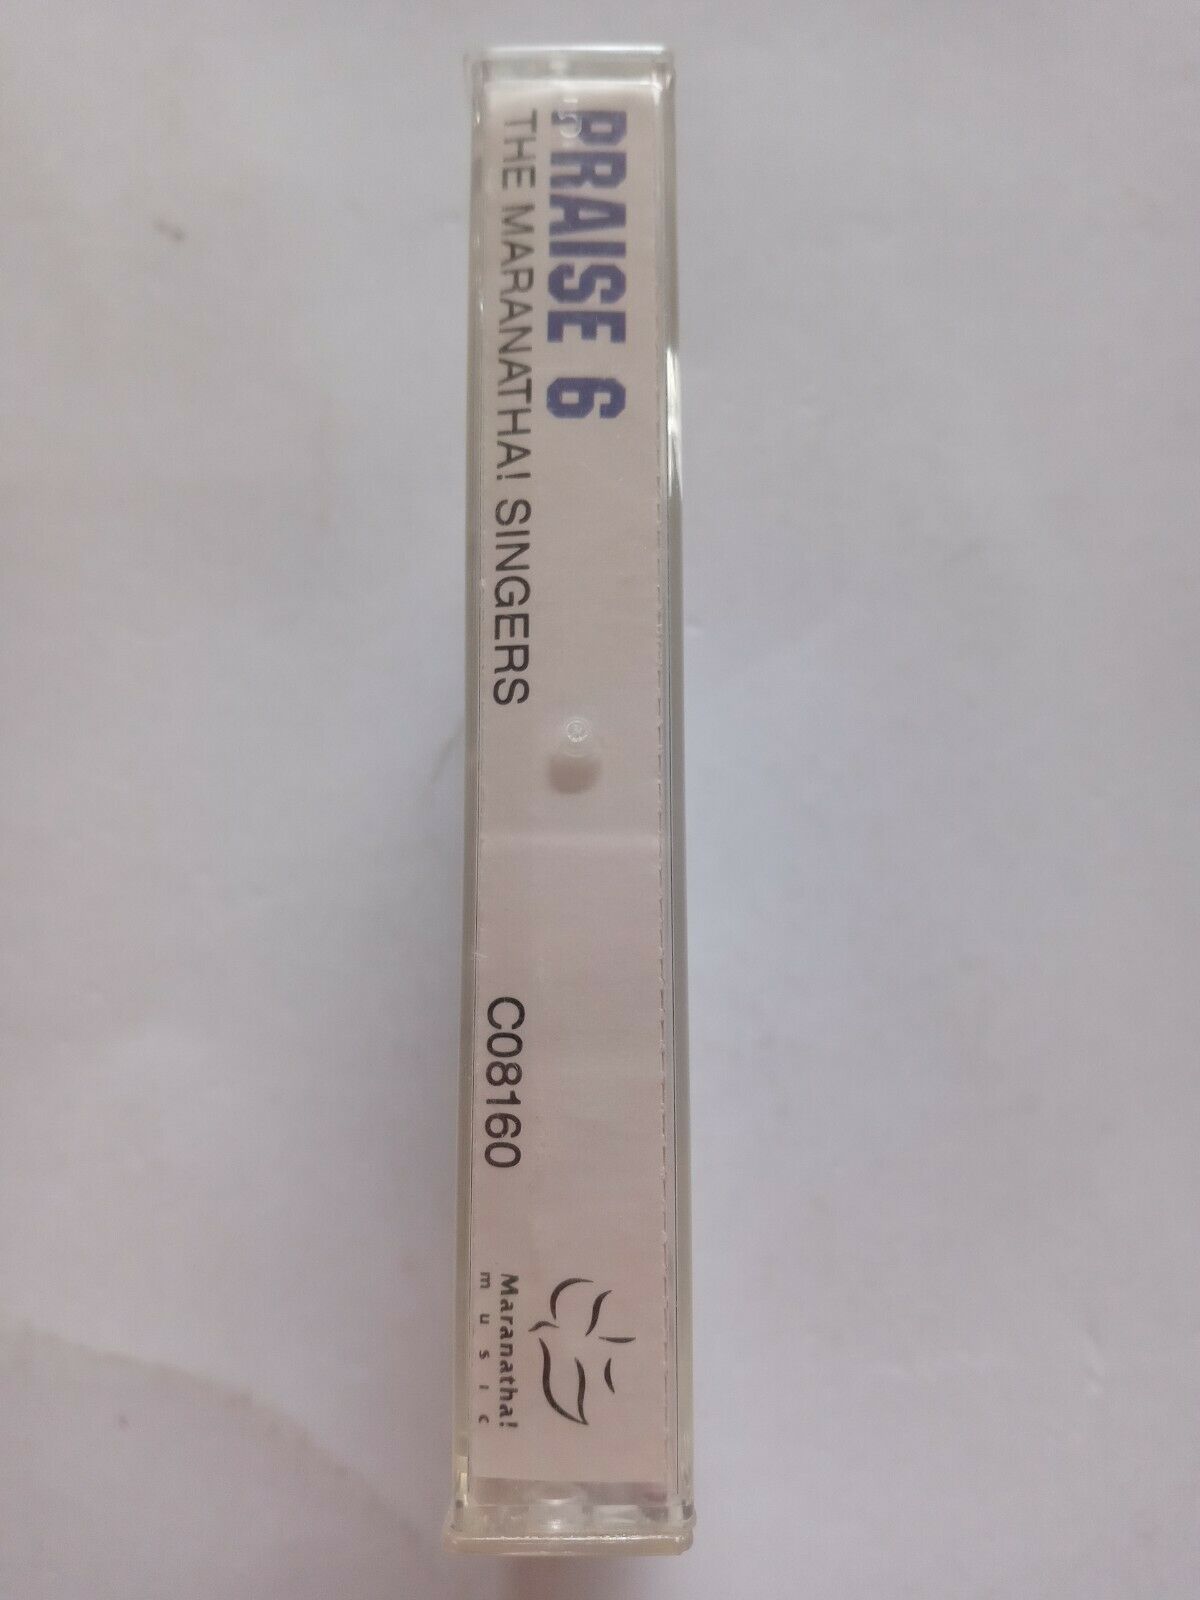 PRAISE 6
THE MARANATHA! SINGERS
C08160
Maranatha!
music